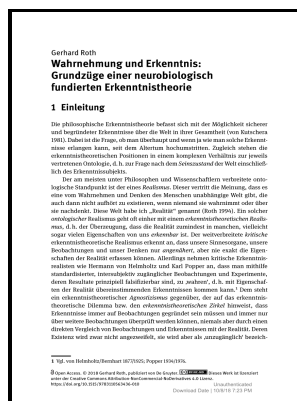 Gerhard Roth
Wahrnehmung und Erkenntnis:
Grundzüge einer neurobiologisch
fundierten Erkenntnistheorie
1 Einleitung
Die philosophische Erkenntnistheorie befasst sich mit der Möglichkeit sicherer
und begründeter Erkenntnisse über die Welt in ihrer Gesamtheit (von Kutschera
1981). Dabei ist die Frage, ob man überhaupt und wenn ja wie man solche Erkennt-
nisse erlangen kann, seit dem Altertum hochumstritten. Zugleich stehen die
erkenntnistheoretischen Positionen in einem komplexen Verhältnis zur jeweils
vertretenen Ontologie, d.h. zur Frage nach dem Seinszustand der Welt einschließ-
lich des Erkenntnissubjekts.
Der am meisten unter Philosophen und Wissenschaftlern verbreitete onto-
logische Standpunkt ist der eines Realismus. Dieser vertritt die Meinung, dass es
eine vom Wahrnehmen und Denken des Menschen unabhängige Welt gibt, die
auch dann nicht aufhört zu existieren, wenn niemand sie wahrnimmt oder über
sie nachdenkt. Diese Welt habe ich „Realität“ genannt (Roth 1994). Ein solcher
ontologischer Realismus geht oft einher mit einem erkenntnistheoretischen Realis-
mus, d.h. der Überzeugung, dass die Realität zumindest in manchen, vielleicht
sogar vielen Eigenschaften von uns erkennbar ist. Der weitverbreitete kritische
erkenntnistheoretische Realismus erkennt an, dass unsere Sinnesorgane, unsere
Beobachtungen und unser Denken nur angenähert, aber nie exakt die Eigen-
schaften der Realität erfassen können. Allerdings nehmen kritische Erkenntnis-
realisten wie Hermann von Helmholtz und Karl Popper an, dass man mithilfe
standardisierter, intersubjektiv zugänglicher Beobachtungen und Experimente,
deren Resultate prinzipiell falsifizierbar sind, zu „wahren“, d.h. mit Eigenschaf-
ten der Realität übereinstimmenden Erkenntnissen kommen kann.¹ Dem steht
ein erkenntnistheoretischer Agnostizismus gegenüber, der auf das erkenntnis-
theoretische Dilemma bzw. den erkenntnistheoretischen Zirkel hinweist, dass
Erkenntnisse immer auf Beobachtungen gegründet sein müssen und immer nur
über weitere Beobachtungen überprüft werden können, niemals aber durch einen
direkten Vergleich von Beobachtungen und Erkenntnissen mit der Realität. Deren
Existenz wird zwar nicht angezweifelt, sie wird aber als „unzugänglich“ bezeich-
1 Vgl. von Helmholtz/Bernhart 1877/1925; Popper 1934/1976.
Open Access. © 2018 Gerhard Roth, publiziert von De Gruyter. Dieses Werk ist lizenziert
unter der Creative Commons Attribution-NonCommercial-NoDerivatives 4.0 Lizenz.
https://doi.org/10.1515/9783110563436-010
Unauthenticated
Download Date | 10/8/19 7:23 PM